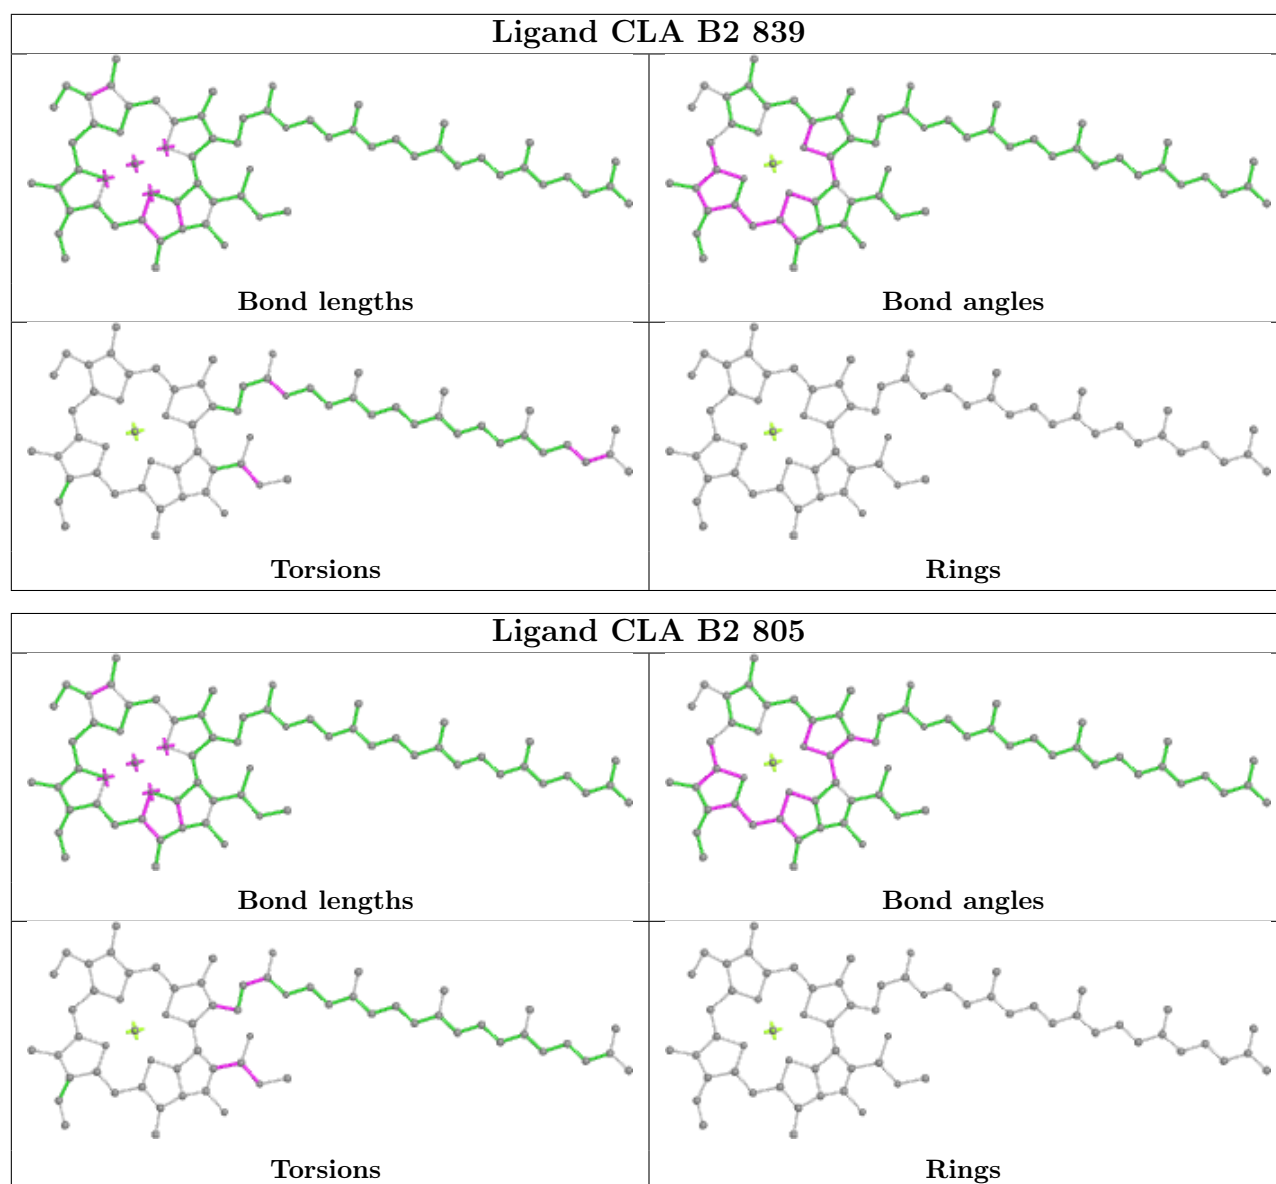 Ligand CLA B2 839
Bond lengths
Bond angles
Torsions
Rings
Ligand CLA B2 805
Bond lengths
Bond angles
Torsions
Rings